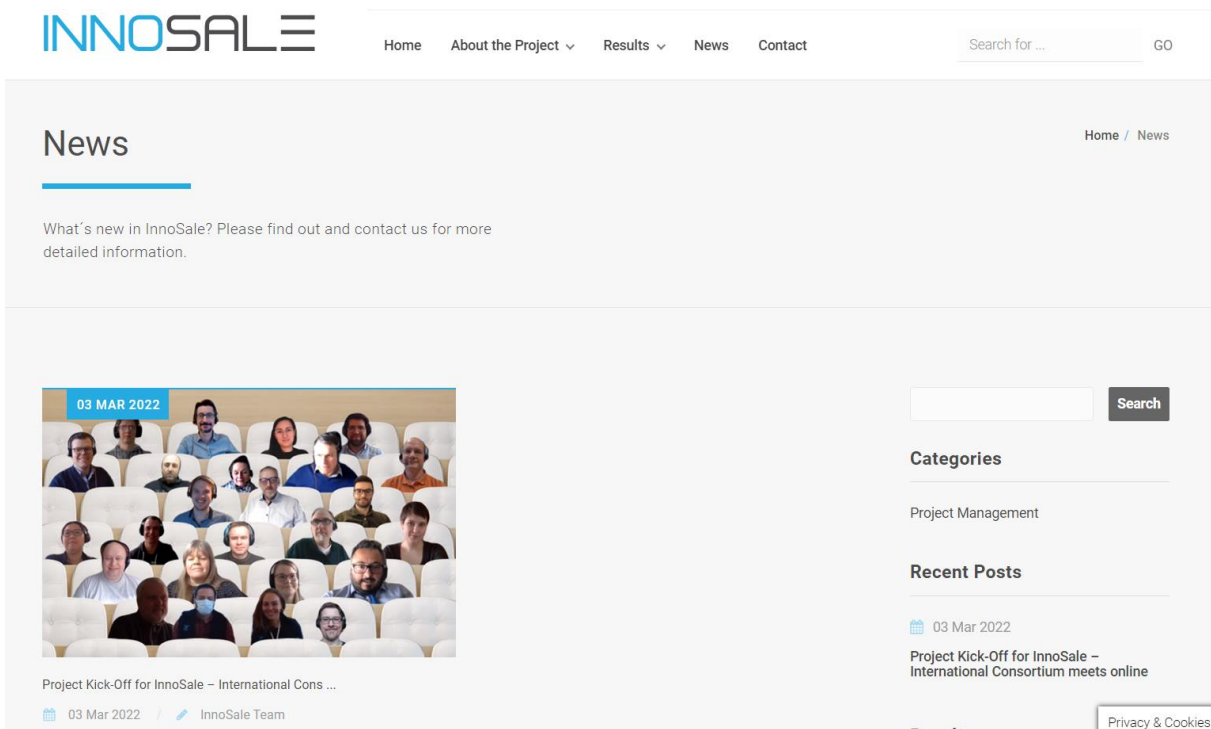 INNOSALE
Home About the Project Results News Contact
Search for ... GO
News
Home / News
What´s new in InnoSale? Please find out and contact us for more
detailed information.
03 MAR 2022
Search
Categories
Project Management
Recent Posts
03 Mar 2022
Project Kick-Off for InnoSale –
International Consortium meets online
Project Kick-Off for InnoSale – International Cons ...
03 Mar 2022 / InnoSale Team
Privacy & Cookies